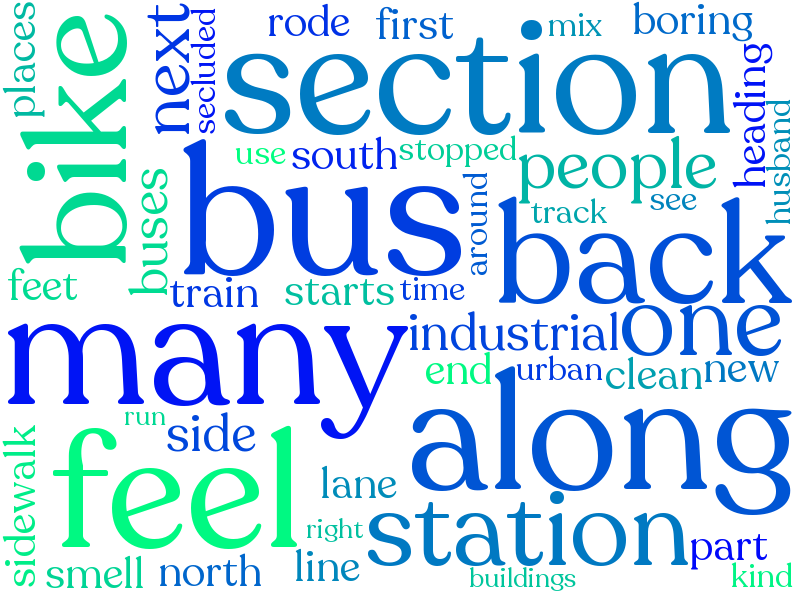 places
bike
next
secluded
rode
first
mix
boring
section
heading
husband
use
south
stopped
people
bus
buses
around
track
see
back
feet
train
starts
time
many
industrial
one
end
urban
clean
new
run
side
along
sidewalk
feel
lane
station
right
part
smell
north
line
buildings
kind